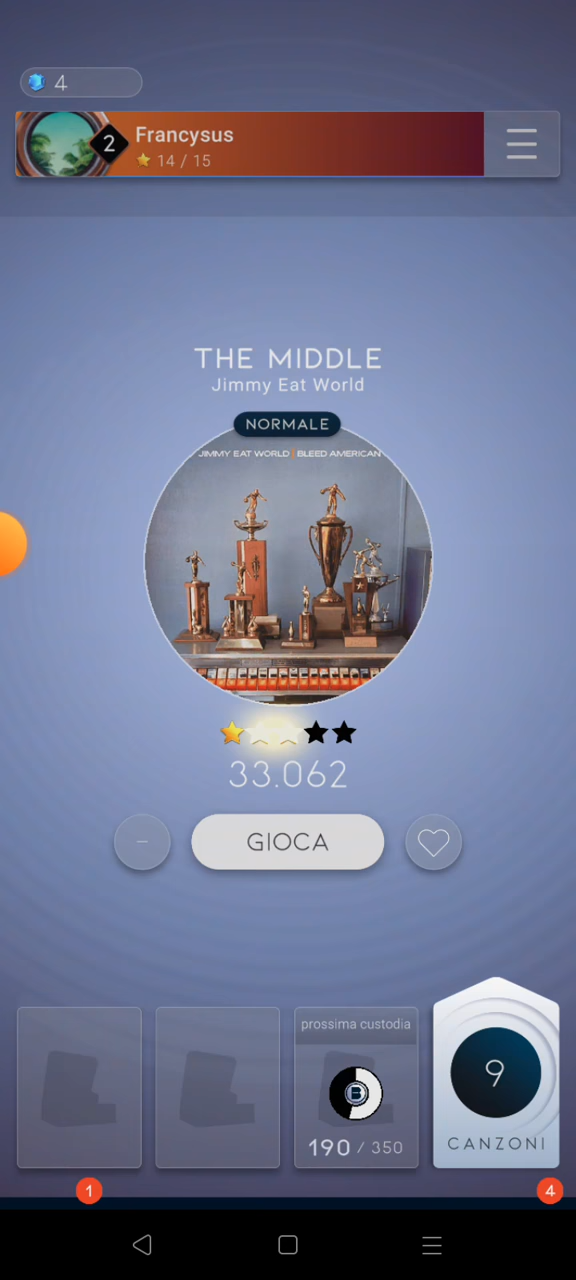 4
2
Francysus
14 / 15
THE MIDDLE
Jimmy Eat World
NORMALE
JIMMY EAT WORLD | BLEED AMERICAN
33.062
GIOCA
prossima custodia
B
190 / 350
9
CANZONI
1
4